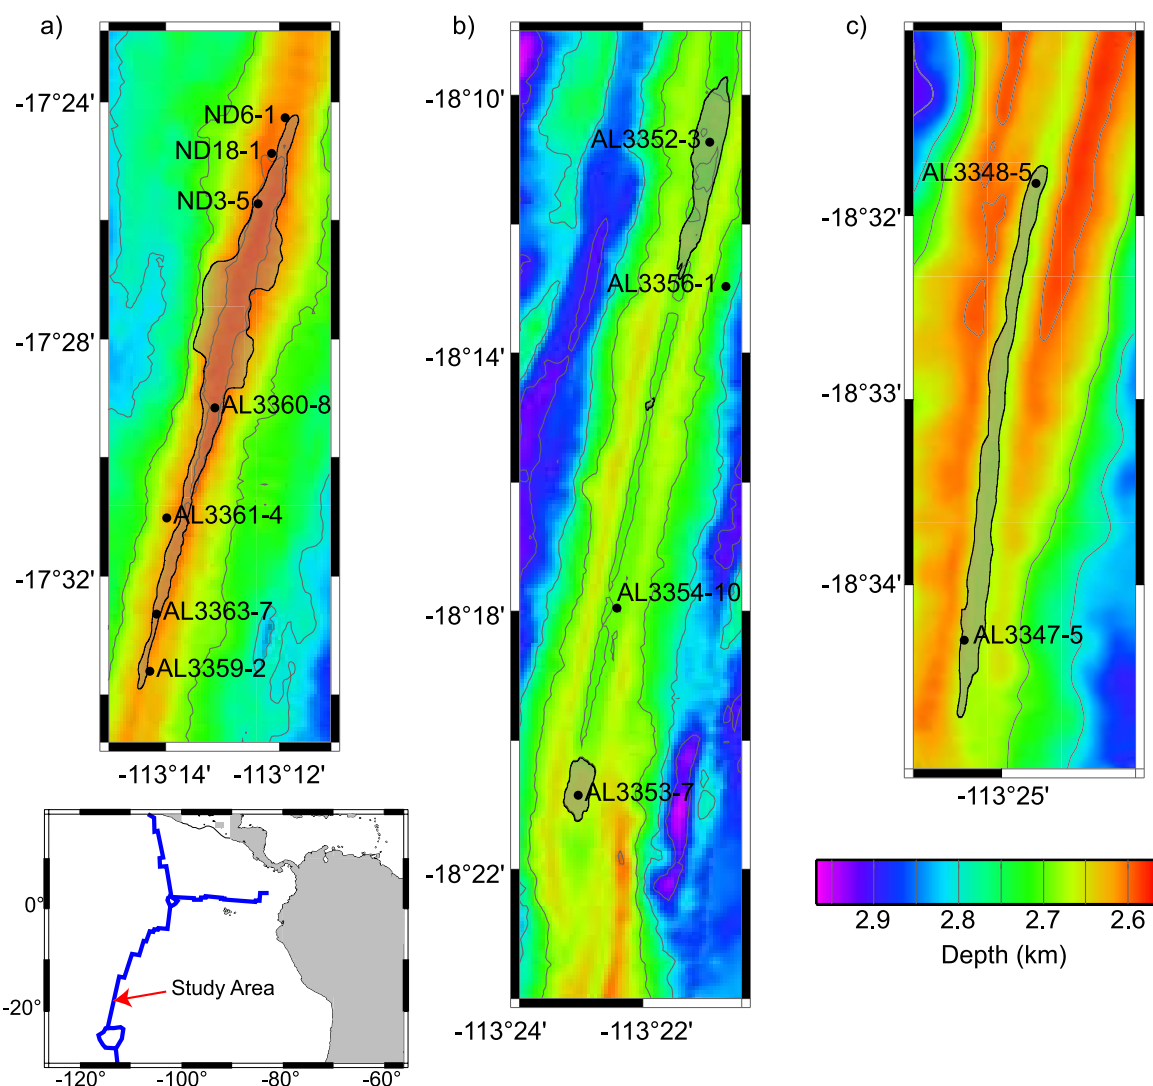 a)
-17°24'
-17°28'
-17°32'
ND6-1
ND18-1
ND3-5
AL3360-8
AL3361-4
AL3363-7
AL3359-2
-113°14' -113°12'
b)
-18°10'
-18°14'
-18°18'
-18°22'
AL3352-3
AL3356-1
AL3354-10
AL3353-7
-113°24' -113°22'
c)
-18°32'
-18°33'
-18°34'
AL3348-5
AL3347-5
-113°25'
2.9 2.8 2.7 2.6
Depth (km)
0°
-20°
Study Area
-120° -100° -80° -60°